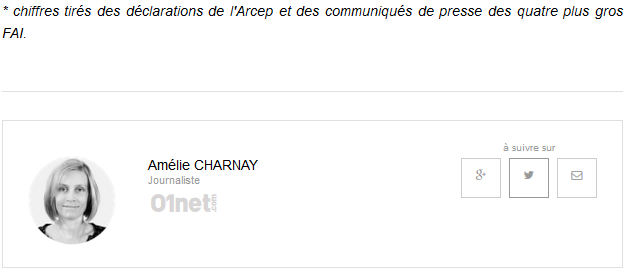 * chiffres tirés des déclarations de l'Arcep et des communiqués de presse des quatre plus gros
FAI.
à suivre sur
Amélie CHARNAY
Journaliste
01net.com